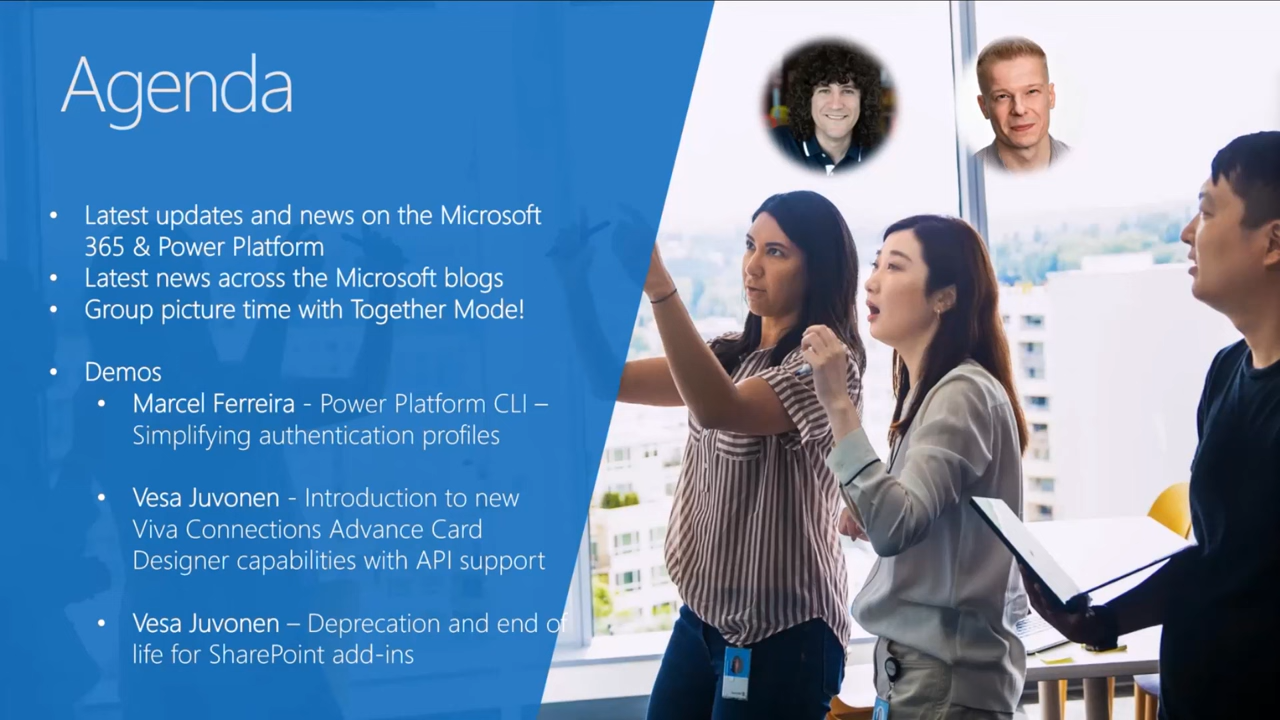 Agenda
• Latest updates and news on the Microsoft
365 & Power Platform
• Latest news across the Microsoft blogs
• Group picture time with Together Mode!
• Demos
• Marcel Ferreira - Power Platform CLI –
Simplifying authentication profiles
• Vesa Juvonen - Introduction to new
Viva Connections Advance Card
Designer capabilities with API support
• Vesa Juvonen – Deprecation and end of
life for SharePoint add-ins